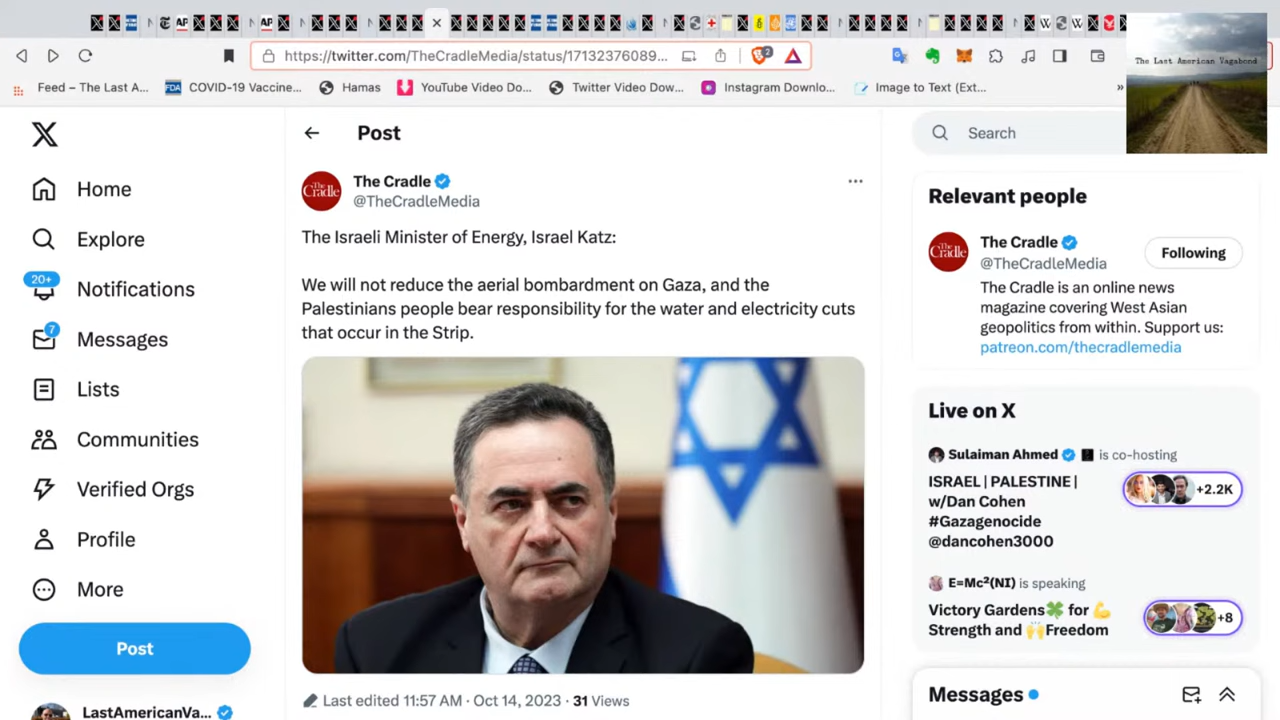 https://twitter.com/TheCradleMedia/status/17132376089...
2
The Last American Vagabond
Feed – The Last A...
FDA
COVID-19 Vaccine...
Hamas
YouTube Video Do...
Twitter Video Dow...
Instagram Downlo...
Image to Text (Ext...
»
X
Home
Explore
20+
Notifications
7
Messages
Lists
Communities
Verified Orgs
Profile
More
Post
LastAmericanVa...
Post
The Cradle
The Cradle
@TheCradleMedia
The Israeli Minister of Energy, Israel Katz:
We will not reduce the aerial bombardment on Gaza, and the
Palestinians people bear responsibility for the water and electricity cuts
that occur in the Strip.
Last edited 11:57 AM · Oct 14, 2023 · 31 Views
Search
Relevant people
The Cradle
The Cradle
@TheCradleMedia
Following
The Cradle is an online news
magazine covering West Asian
geopolitics from within. Support us:
patreon.com/thecradlemedia
Live on X
Sulaiman Ahmed is co-hosting
ISRAEL | PALESTINE |
w/Dan Cohen
#Gazagenocide
@dancohen3000
+2.2K
E=Mc²(NI) is speaking
Victory Gardens🍀 for 💪
Strength and 🙌Freedom
+8
Messages